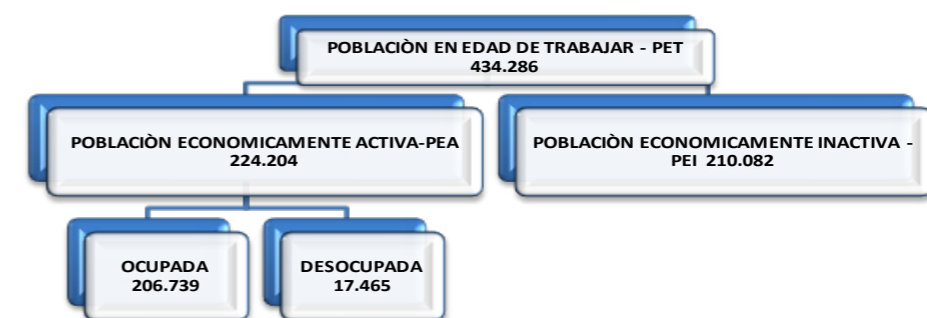 POBLACIÒN EN EDAD DE TRABAJAR - PET
434.286
POBLACIÒN ECONOMICAMENTE ACTIVA-PEA
224.204
POBLACIÒN ECONOMICAMENTE INACTIVA -
PEI 210.082
OCUPADA
206.739
DESOCUPADA
17.465